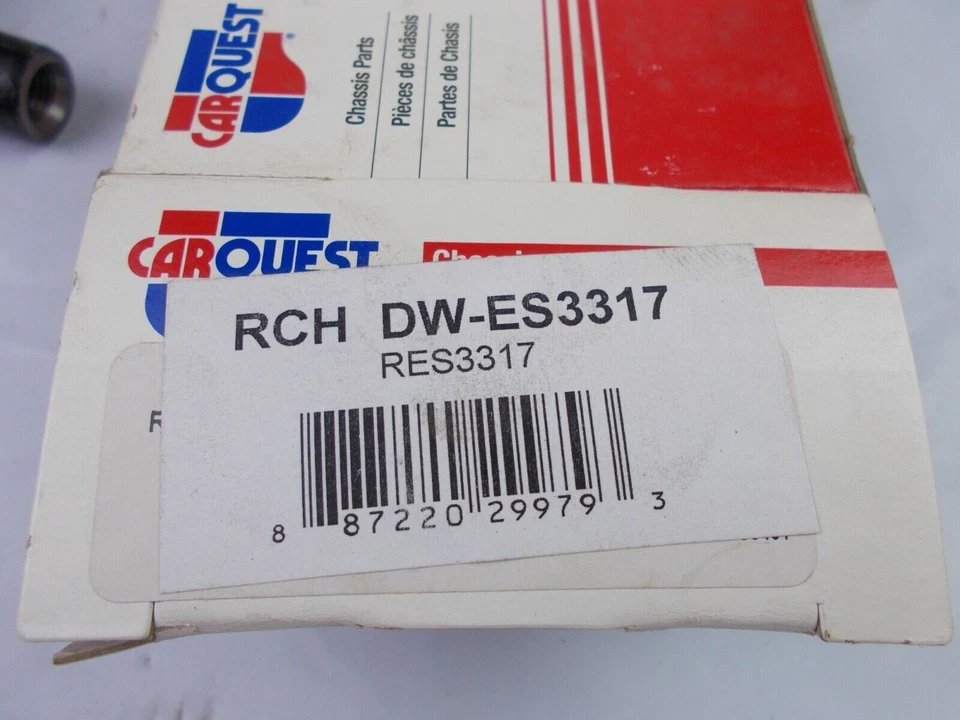 CARQUEST
®
Chassis Parts
Pièces de châssis
Partes de Chasis
CARQUEST
RCH DW-ES3317
RES3317
8 87220 29979 3